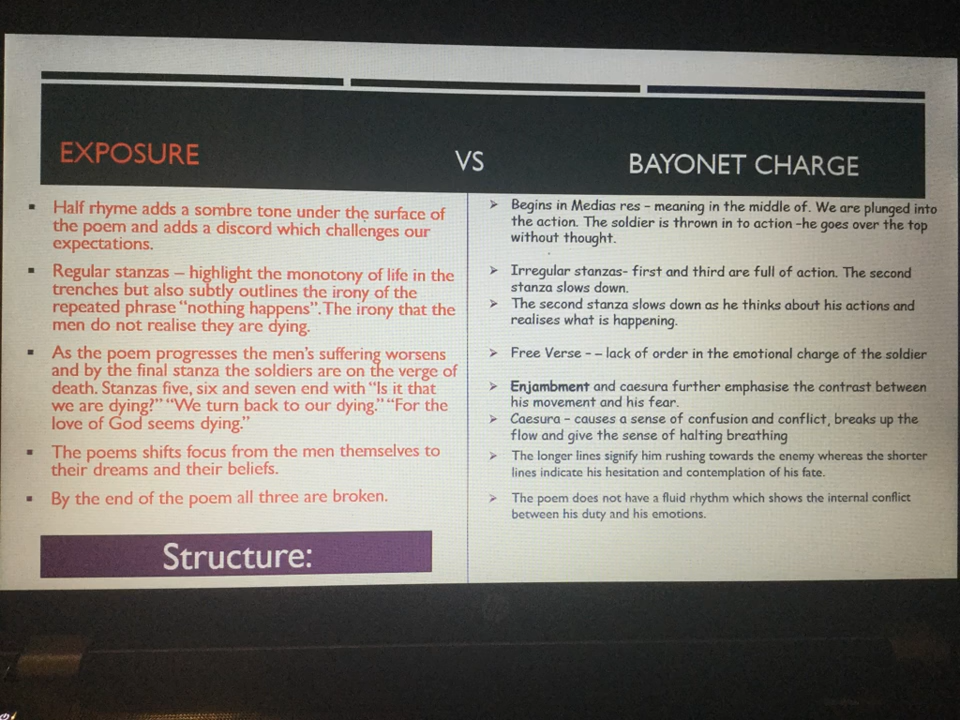 EXPOSURE VS BAYONET CHARGE
Half rhyme adds a sombre tone under the surface of
the poem and adds a discord which challenges our
expectations.
Regular stanzas – highlight the monotony of life in the
trenches but also subtly outlines the irony of the
repeated phrase "nothing happens". The irony that the
men do not realise they are dying.
As the poem progresses the men's suffering worsens
and by the final stanza the soldiers are on the verge of
death. Stanzas five, six and seven end with "Is it that
we are dying?" "We turn back to our dying." "For the
love of God seems dying."
The poems shifts focus from the men themselves to
their dreams and their beliefs.
By the end of the poem all three are broken.
Structure:
Begins in Medias res – meaning in the middle of. We are plunged into
the action. The soldier is thrown in to action –he goes over the top
without thought.
Irregular stanzas- first and third are full of action. The second
stanza slows down.
The second stanza slows down as he thinks about his actions and
realises what is happening.
Free Verse - – lack of order in the emotional charge of the soldier
Enjambment and caesura further emphasise the contrast between
his movement and his fear.
Caesura – causes a sense of confusion and conflict, breaks up the
flow and give the sense of halting breathing
The longer lines signify him rushing towards the enemy whereas the shorter
lines indicate his hesitation and contemplation of his fate.
The poem does not have a fluid rhythm which shows the internal conflict
between his duty and his emotions.